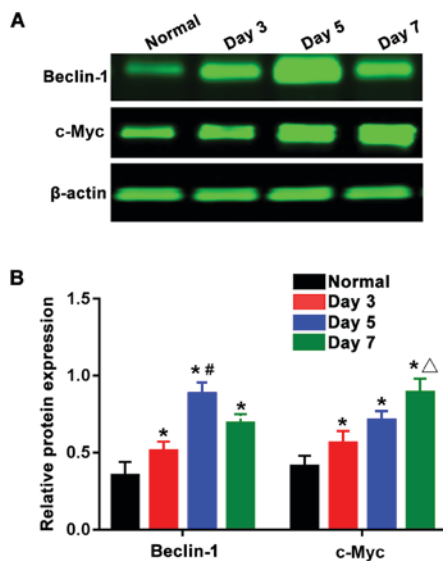 A
Normal Day 3 Day 5 Day 7
Beclin-1
c-Myc
β-actin
B
Normal
Day 3
Day 5
Day 7
Relative protein expression
1.5
1.0
0.5
0.0
* * # *
* * * △
Beclin-1 c-Myc